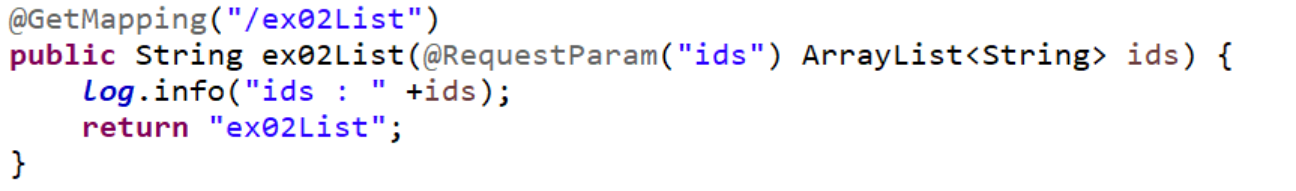 @GetMapping("/ex02List")
public String ex02List(@RequestParam("ids") ArrayList<String> ids) {
    log.info("ids : " +ids);
    return "ex02List";
}